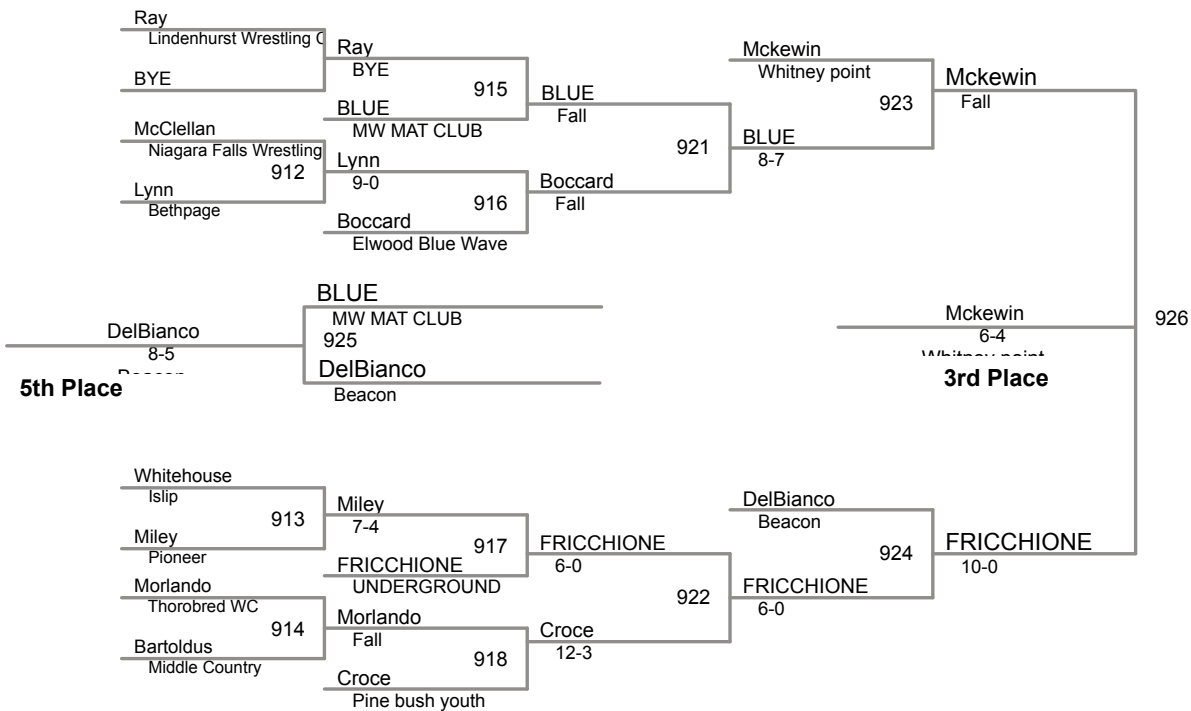 Ray
Lindenhurst Wrestling
BYE
Ray
BYE
915
BLUE
MW MAT CLUB
BLUE
Fall
McClellan
Niagara Falls Wrestling
912
Lynn
Bethpage
Lynn
9-0
916
Boccard
Elwood Blue Wave
Boccard
Fall
921
Mckewin
Whitney point
923
BLUE
8-7
Mckewin
Fall
BLUE
MW MAT CLUB
925
DelBianco
8-5
DelBianco
Beacon
5th Place
Mckewin
6-4
Whitney point
3rd Place
926
Whitehouse
Islip
913
Miley
Pioneer
Miley
7-4
917
FRICCHIONE
UNDERGROUND
FRICCHIONE
6-0
Morlando
Thorobred WC
914
Bartoldus
Middle Country
Morlando
Fall
918
Croce
Pine bush youth
Croce
12-3
922
DelBianco
Beacon
924
FRICCHIONE
6-0
FRICCHIONE
10-0